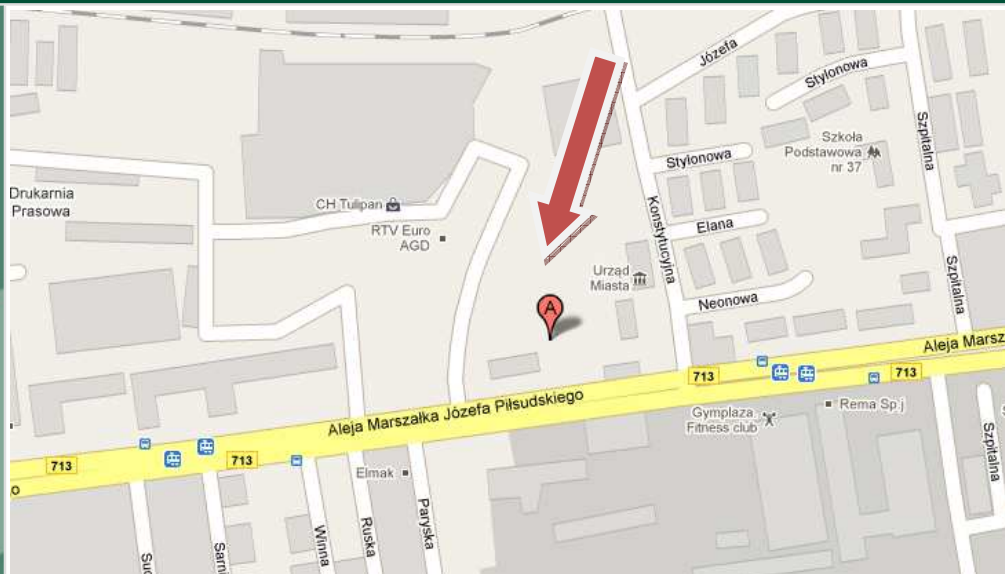 Józefa
Stylonowa
Szpitalna
Szkoła
Podstawowa
nr 37
Stylonowa
Drukarnia
Prasowa
CH Tulipan
RTV Euro
AGD
Konstytucyjna
Elana
Urząd
Miasta
Szpitalna
Neonowa
A
Aleja Marsz
713
713
Aleja Marszałka Józefa Piłsudskiego
Gymplaza
Fitness club
Rema Sp.j
Szpitalna
713
713
Elmak
o
Winna
Ruska
Paryska
Sarni